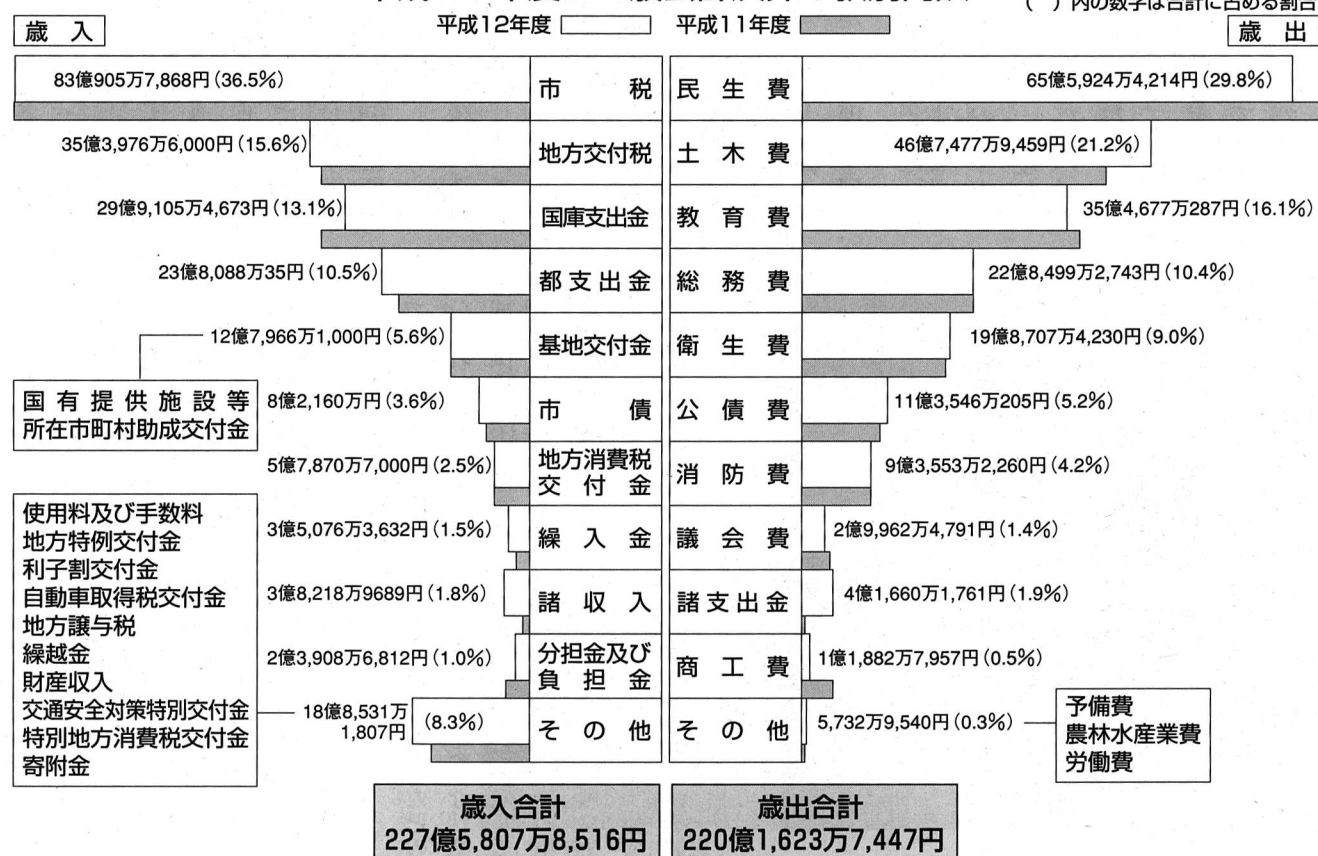 ( )内の数字は合計に占める割合
平成12年度
平成11年度
歳入
歳出
83億905万7,868円(36.5%)
市税
民生費
65億5,924万4,214円(29.8%)
35億3,976万6,000円(15.6%)
地方交付税
土木費
46億7,477万9,459円(21.2%)
29億9,105万4,673円(13.1%)
国庫支出金
教育費
35億4,677万287円(16.1%)
23億8,088万35円(10.5%)
都支出金
総務費
22億8,499万2,743円(10.4%)
12億7,966万1,000円(5.6%)
基地交付金
衛生費
19億8,707万4,230円(9.0%)
国有提供施設等
所在市町村助成交付金
8億2,160万円(3.6%)
市債
公債費
11億3,546万205円(5.2%)
5億7,870万7,000円(2.5%)
地方消費税
交付金
消防費
9億3,553万2,260円(4.2%)
3億5,076万3,632円(1.5%)
繰入金
議会費
2億9,962万4,791円(1.4%)
3億8,218万9689円(1.8%)
諸収入
諸支出金
4億1,660万1,761円(1.9%)
2億3,908万6,812円(1.0%)
分担金及び
負担金
商工費
1億1,882万7,957円(0.5%)
18億8,531万
1,807円
(8.3%)
その他
その他
5,732万9,540円(0.3%)
使用料及び手数料
地方特例交付金
利子割交付金
自動車取得税交付金
地方譲与税
繰越金
財産収入
交通安全対策特別交付金
特別地方消費税交付金
寄附金
予備費
農林水産業費
労働費
歳入合計
227億5,807万8,516円
歳出合計
220億1,623万7,447円